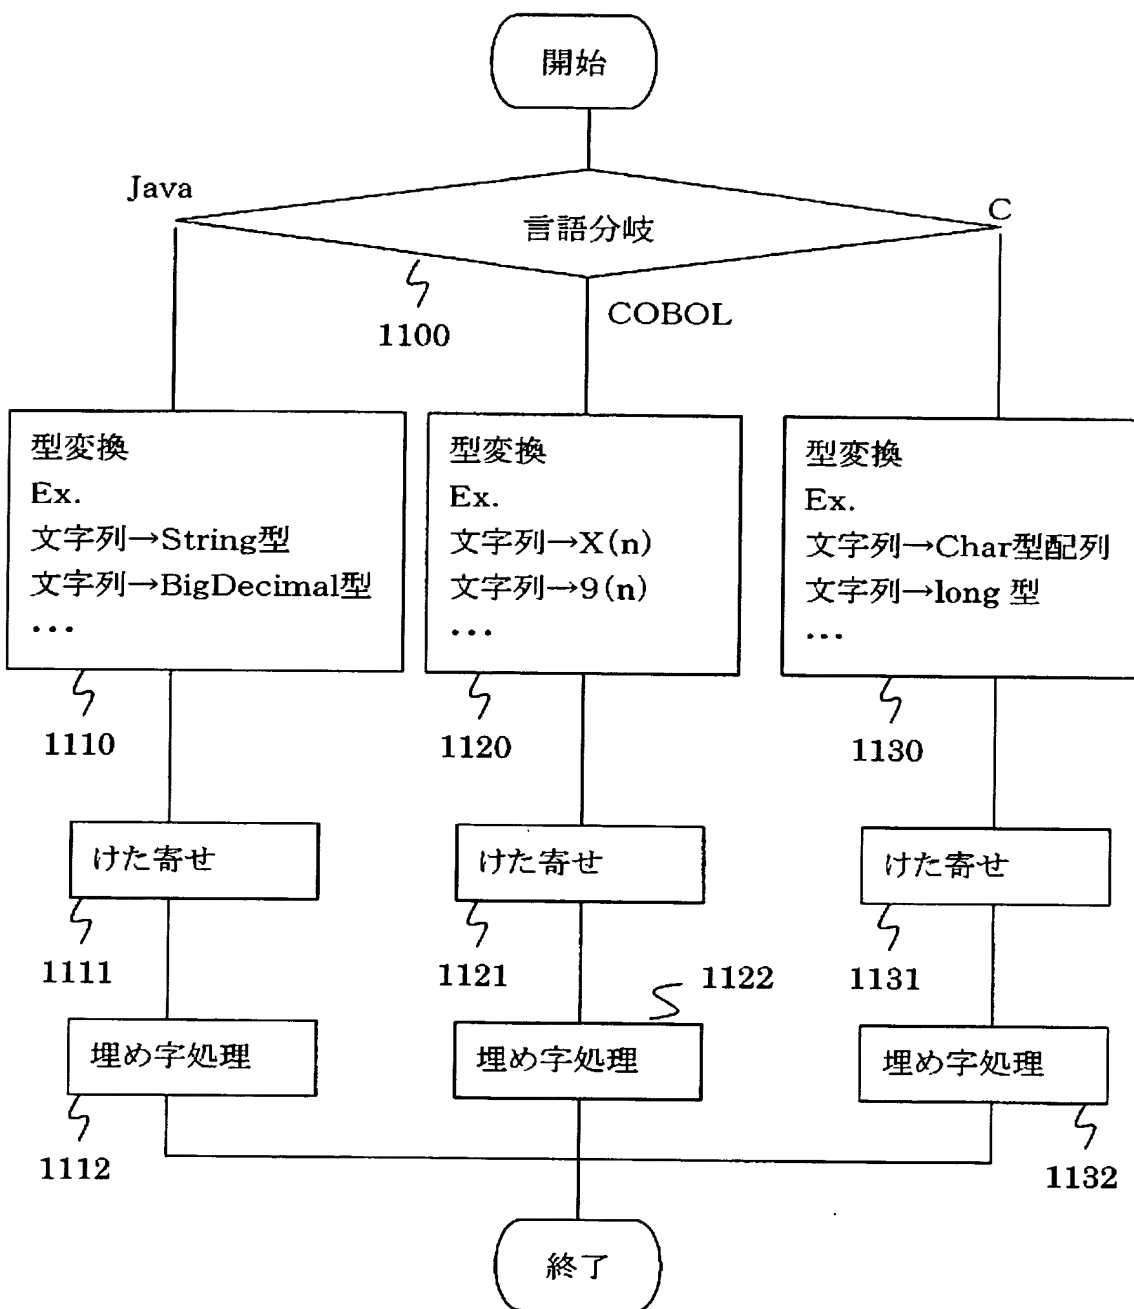 開始
Java
言語分岐
C
1100
COBOL
型変換
Ex.
文字列→String型
文字列→BigDecimal型
・・・
1110
型変換
Ex.
文字列→X(n)
文字列→9(n)
・・・
1120
型変換
Ex.
文字列→Char型配列
文字列→long 型
・・・
1130
けた寄せ
1111
けた寄せ
1121
けた寄せ
1131
1122
埋め字処理
1112
埋め字処理
埋め字処理
1132
終了